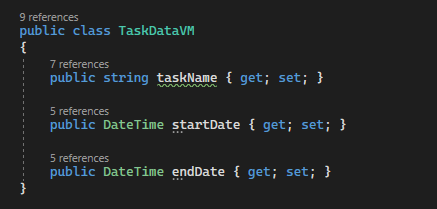 9 references
public class TaskDataVM
{
7 references
public string taskName { get; set; }
5 references
public DateTime startDate { get; set; }
5 references
public DateTime endDate { get; set; }
}